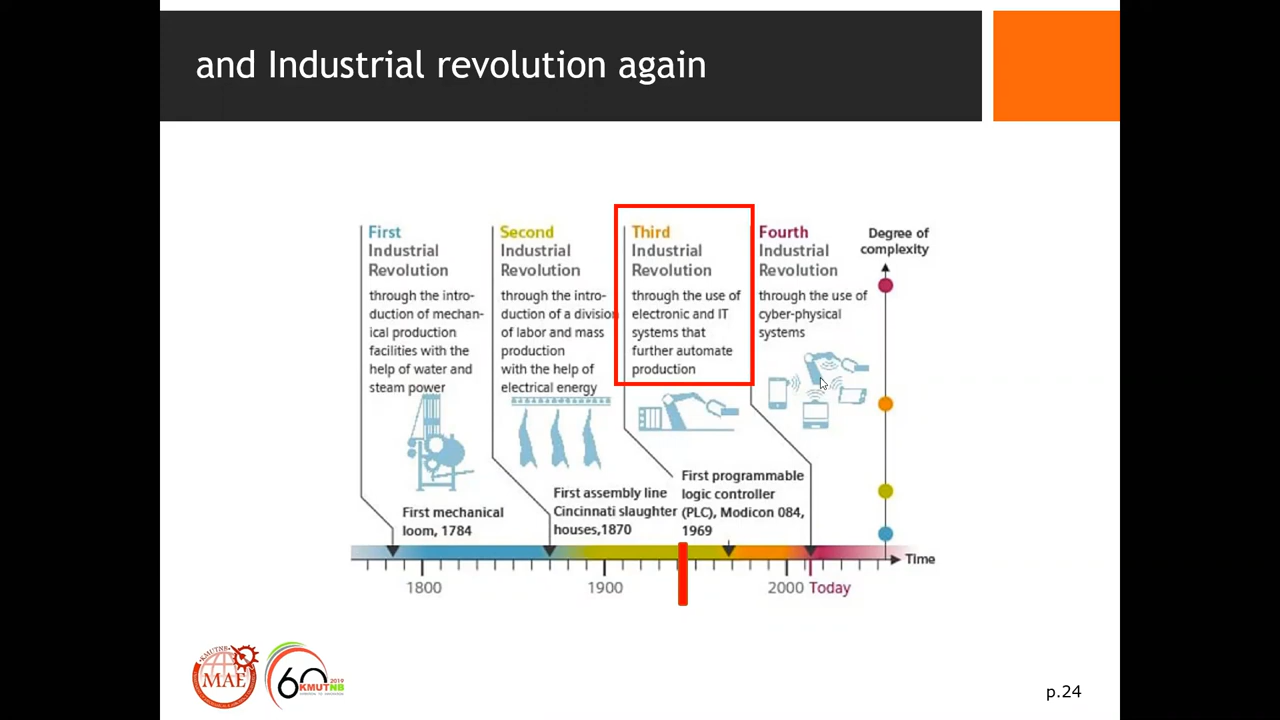 and Industrial revolution again
First
Industrial
Revolution
through the intro-
duction of mechan-
ical production
facilities with the
help of water and
steam power
First mechanical
loom, 1784
Second
Industrial
Revolution
through the intro-
duction of a division
of labor and mass
production
with the help of
electrical energy
First assembly line
Cincinnati slaughter
houses,1870
Third
Industrial
Revolution
through the use of
electronic and IT
systems that
further automate
production
First programmable
logic controller
(PLC), Modicon 084,
1969
Fourth
Industrial
Revolution
through the use of
cyber-physical
systems
Degree of
complexity
Time
1800
1900
2000
Today
KMUTNB
MAE
60
2019
KMUTNB
p.24